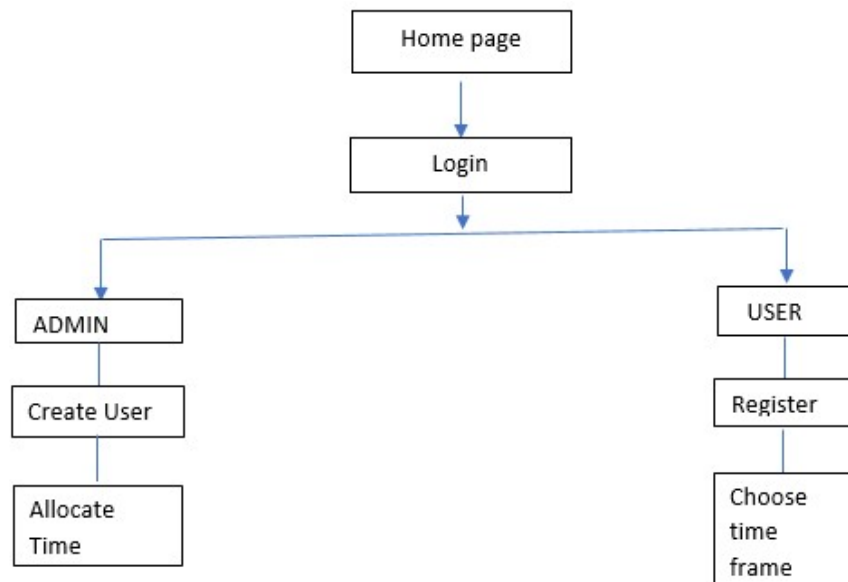 Home page
Login
ADMIN
USER
Create User
Register
Allocate
Time
Choose
time
frame